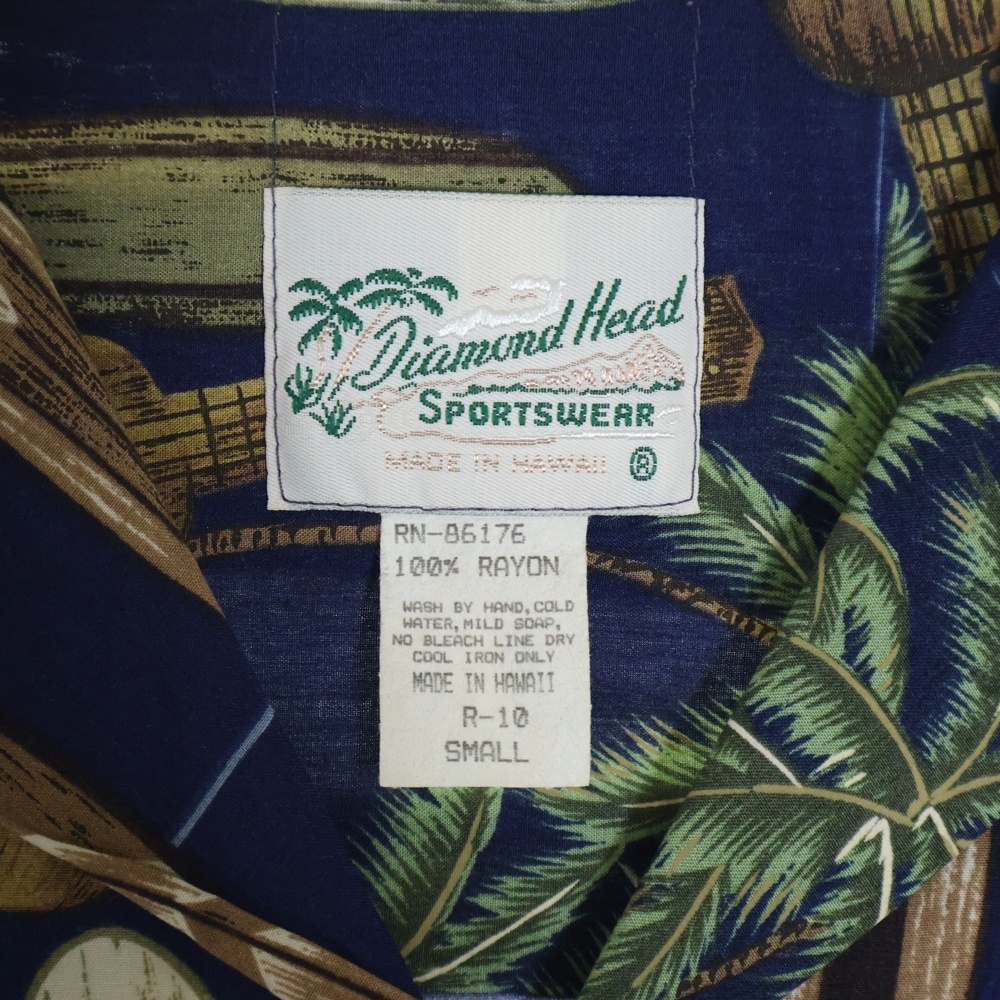 Diamond Head
SPORTSWEAR
MADE IN HAWAII ®
RN-86176
100% RAYON
WASH BY HAND, COLD
WATER, MILD SOAP,
NO BLEACH LINE DRY
COOL IRON ONLY
MADE IN HAWAII
R-10
SMALL